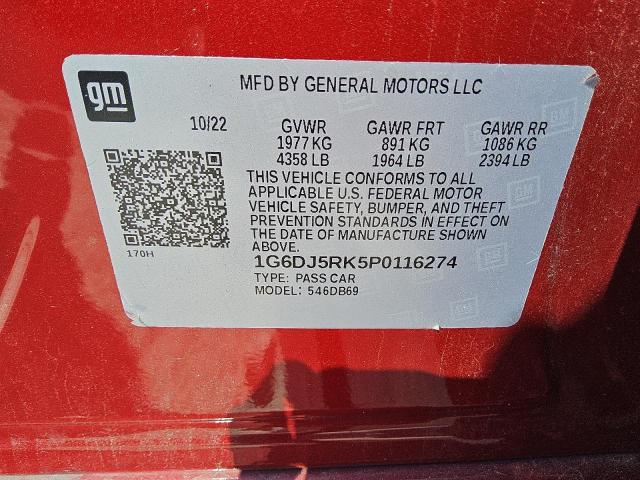 gm
MFD BY GENERAL MOTORS LLC
10/22 GVWR GAWR FRT GAWR RR
1977 KG 891 KG 1086 KG
4358 LB 1964 LB 2394 LB
THIS VEHICLE CONFORMS TO ALL
APPLICABLE U.S. FEDERAL MOTOR
VEHICLE SAFETY, BUMPER, AND THEFT
PREVENTION STANDARDS IN EFFECT ON
THE DATE OF MANUFACTURE SHOWN
ABOVE.
170H
1G6DJ5RK5P0116274
TYPE: PASS CAR
MODEL: 546DB69